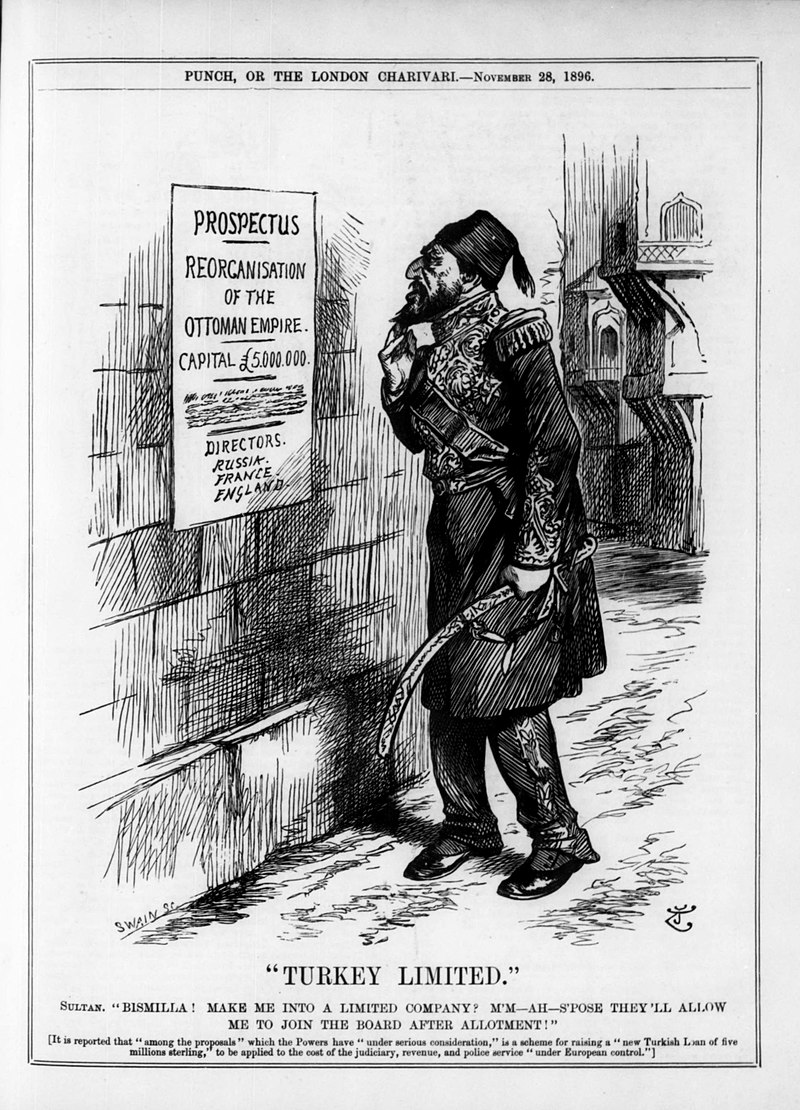 PUNCH, OR THE LONDON CHARIVARI.—NOVEMBER 28, 1896.
PROSPECTUS
REORGANISATION
OF THE
OTTOMAN EMPIRE.
CAPITAL £5.000.000.
DIRECTORS.
RUSSIA.
FRANCE.
ENGLAND
SWAIN SC
"TURKEY LIMITED."
SULTAN. "BISMILLA! MAKE ME INTO A LIMITED COMPANY? M'M—AH—S'POSE THEY'LL ALLOW
ME TO JOIN THE BOARD AFTER ALLOTMENT!"
[It is reported that "among the proposals" which the Powers have "under serious consideration," is a scheme for raising a "new Turkish Loan of five
millions sterling," to be applied to the cost of the judiciary, revenue, and police service "under European control."]